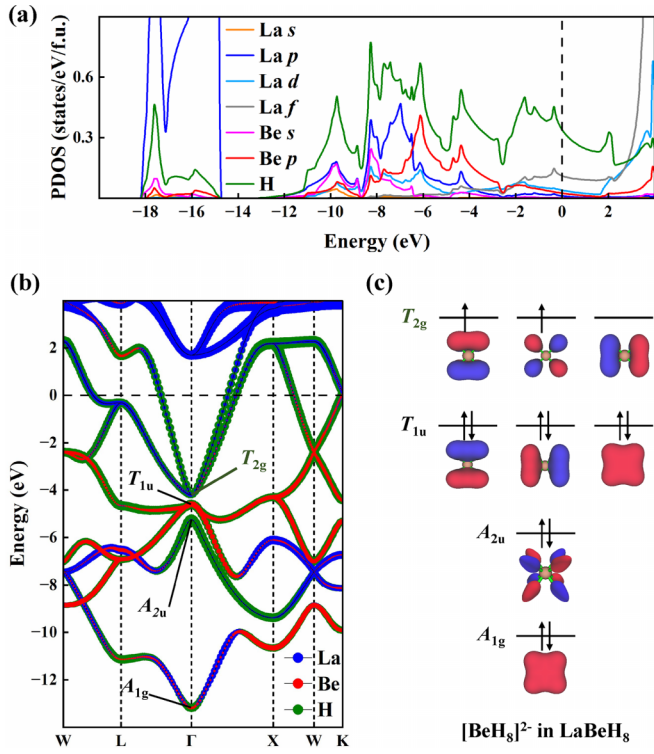 (a)
La s
La p
La d
La f
Be s
Be p
H
PDOS (states/eV/f.u.)
0.6
0.3
−18 −16 −14 −12 −10 −8 −6 −4 −2 0 2
Energy (eV)
(b)
Energy (eV)
2
0
−2
−4
−6
−8
−10
−12
T2g
T1u
A2u
A1g
La
Be
H
W L Γ X W K
(c)
T2g
T1u
A2u
A1g
[BeH8]2- in LaBeH8